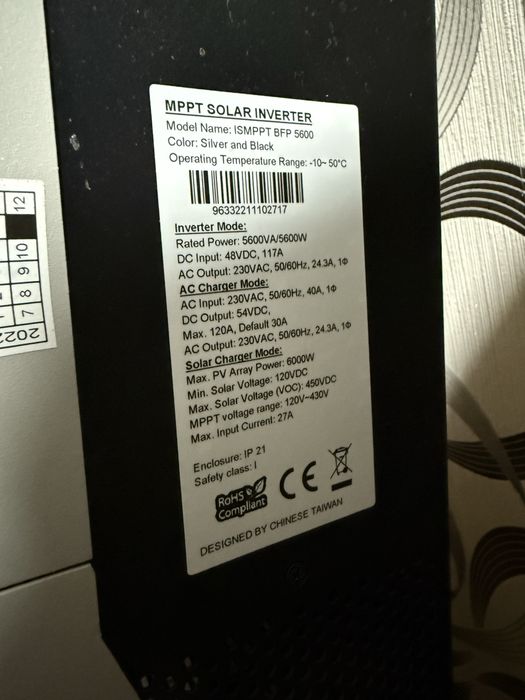 MPPT SOLAR INVERTER
Model Name: ISMPPT BFP 5600
Color: Silver and Black
Operating Temperature Range: -10~ 50°C
96332211102717
Inverter Mode:
Rated Power: 5600VA/5600W
DC Input: 48VDC, 117A
AC Output: 230VAC, 50/60Hz, 24.3A, 1Φ
AC Charger Mode:
AC Input: 230VAC, 50/60Hz, 40A, 1Φ
DC Output: 54VDC,
Max. 120A, Default 30A
AC Output: 230VAC, 50/60Hz, 24.3A, 1Φ
Solar Charger Mode:
Max. PV Array Power: 6000W
Min. Solar Voltage: 120VDC
Max. Solar Voltage (VOC): 450VDC
MPPT voltage range: 120V~430V
Max. Input Current: 27A
Enclosure: IP 21
Safety class: I
RoHS
Compliant
CE
DESIGNED BY CHINESE TAIWAN
12
9 10
7 8
202